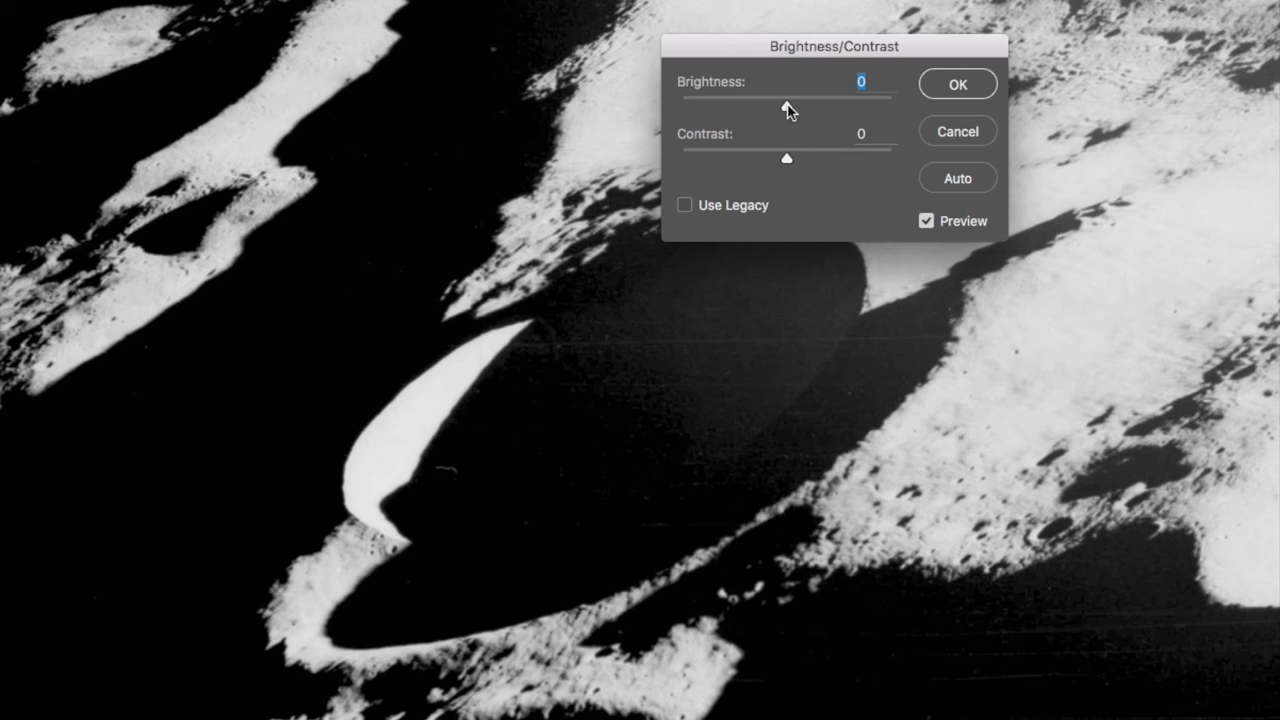 Brightness/Contrast
Brightness: 0
OK
Contrast: 0
Cancel
Auto
Use Legacy
Preview